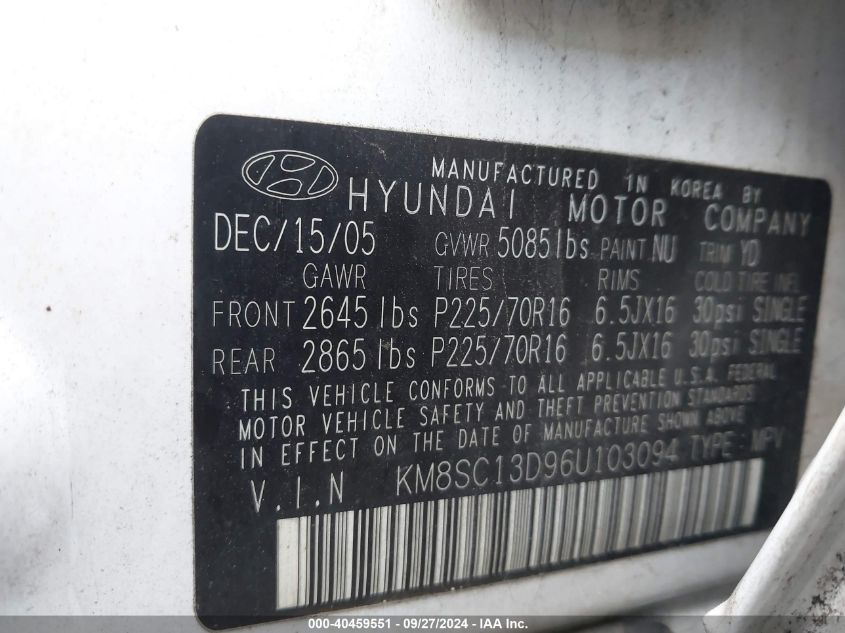 MANUFACTURED IN KOREA BY
HYUNDAI MOTOR COMPANY
DEC/15/05 GVWR 5085lbs PAINT NU TRIM YD
GAWR TIRES RIMS COLD TIRE INFL
FRONT 2645 lbs P225/70R16 6.5JX16 30psi SINGLE
REAR 2865 lbs P225/70R16 6.5JX16 30psi SINGLE
THIS VEHICLE CONFORMS TO ALL APPLICABLE U.S.A. FEDERAL
MOTOR VEHICLE SAFETY AND THEFT PREVENTION STANDARDS
IN EFFECT ON THE DATE OF MANUFACTURE SHOWN ABOVE
V.I.N KM8SC13D96U103094 TYPE : MPV
000-40459551 - 09/27/2024 - IAA Inc.